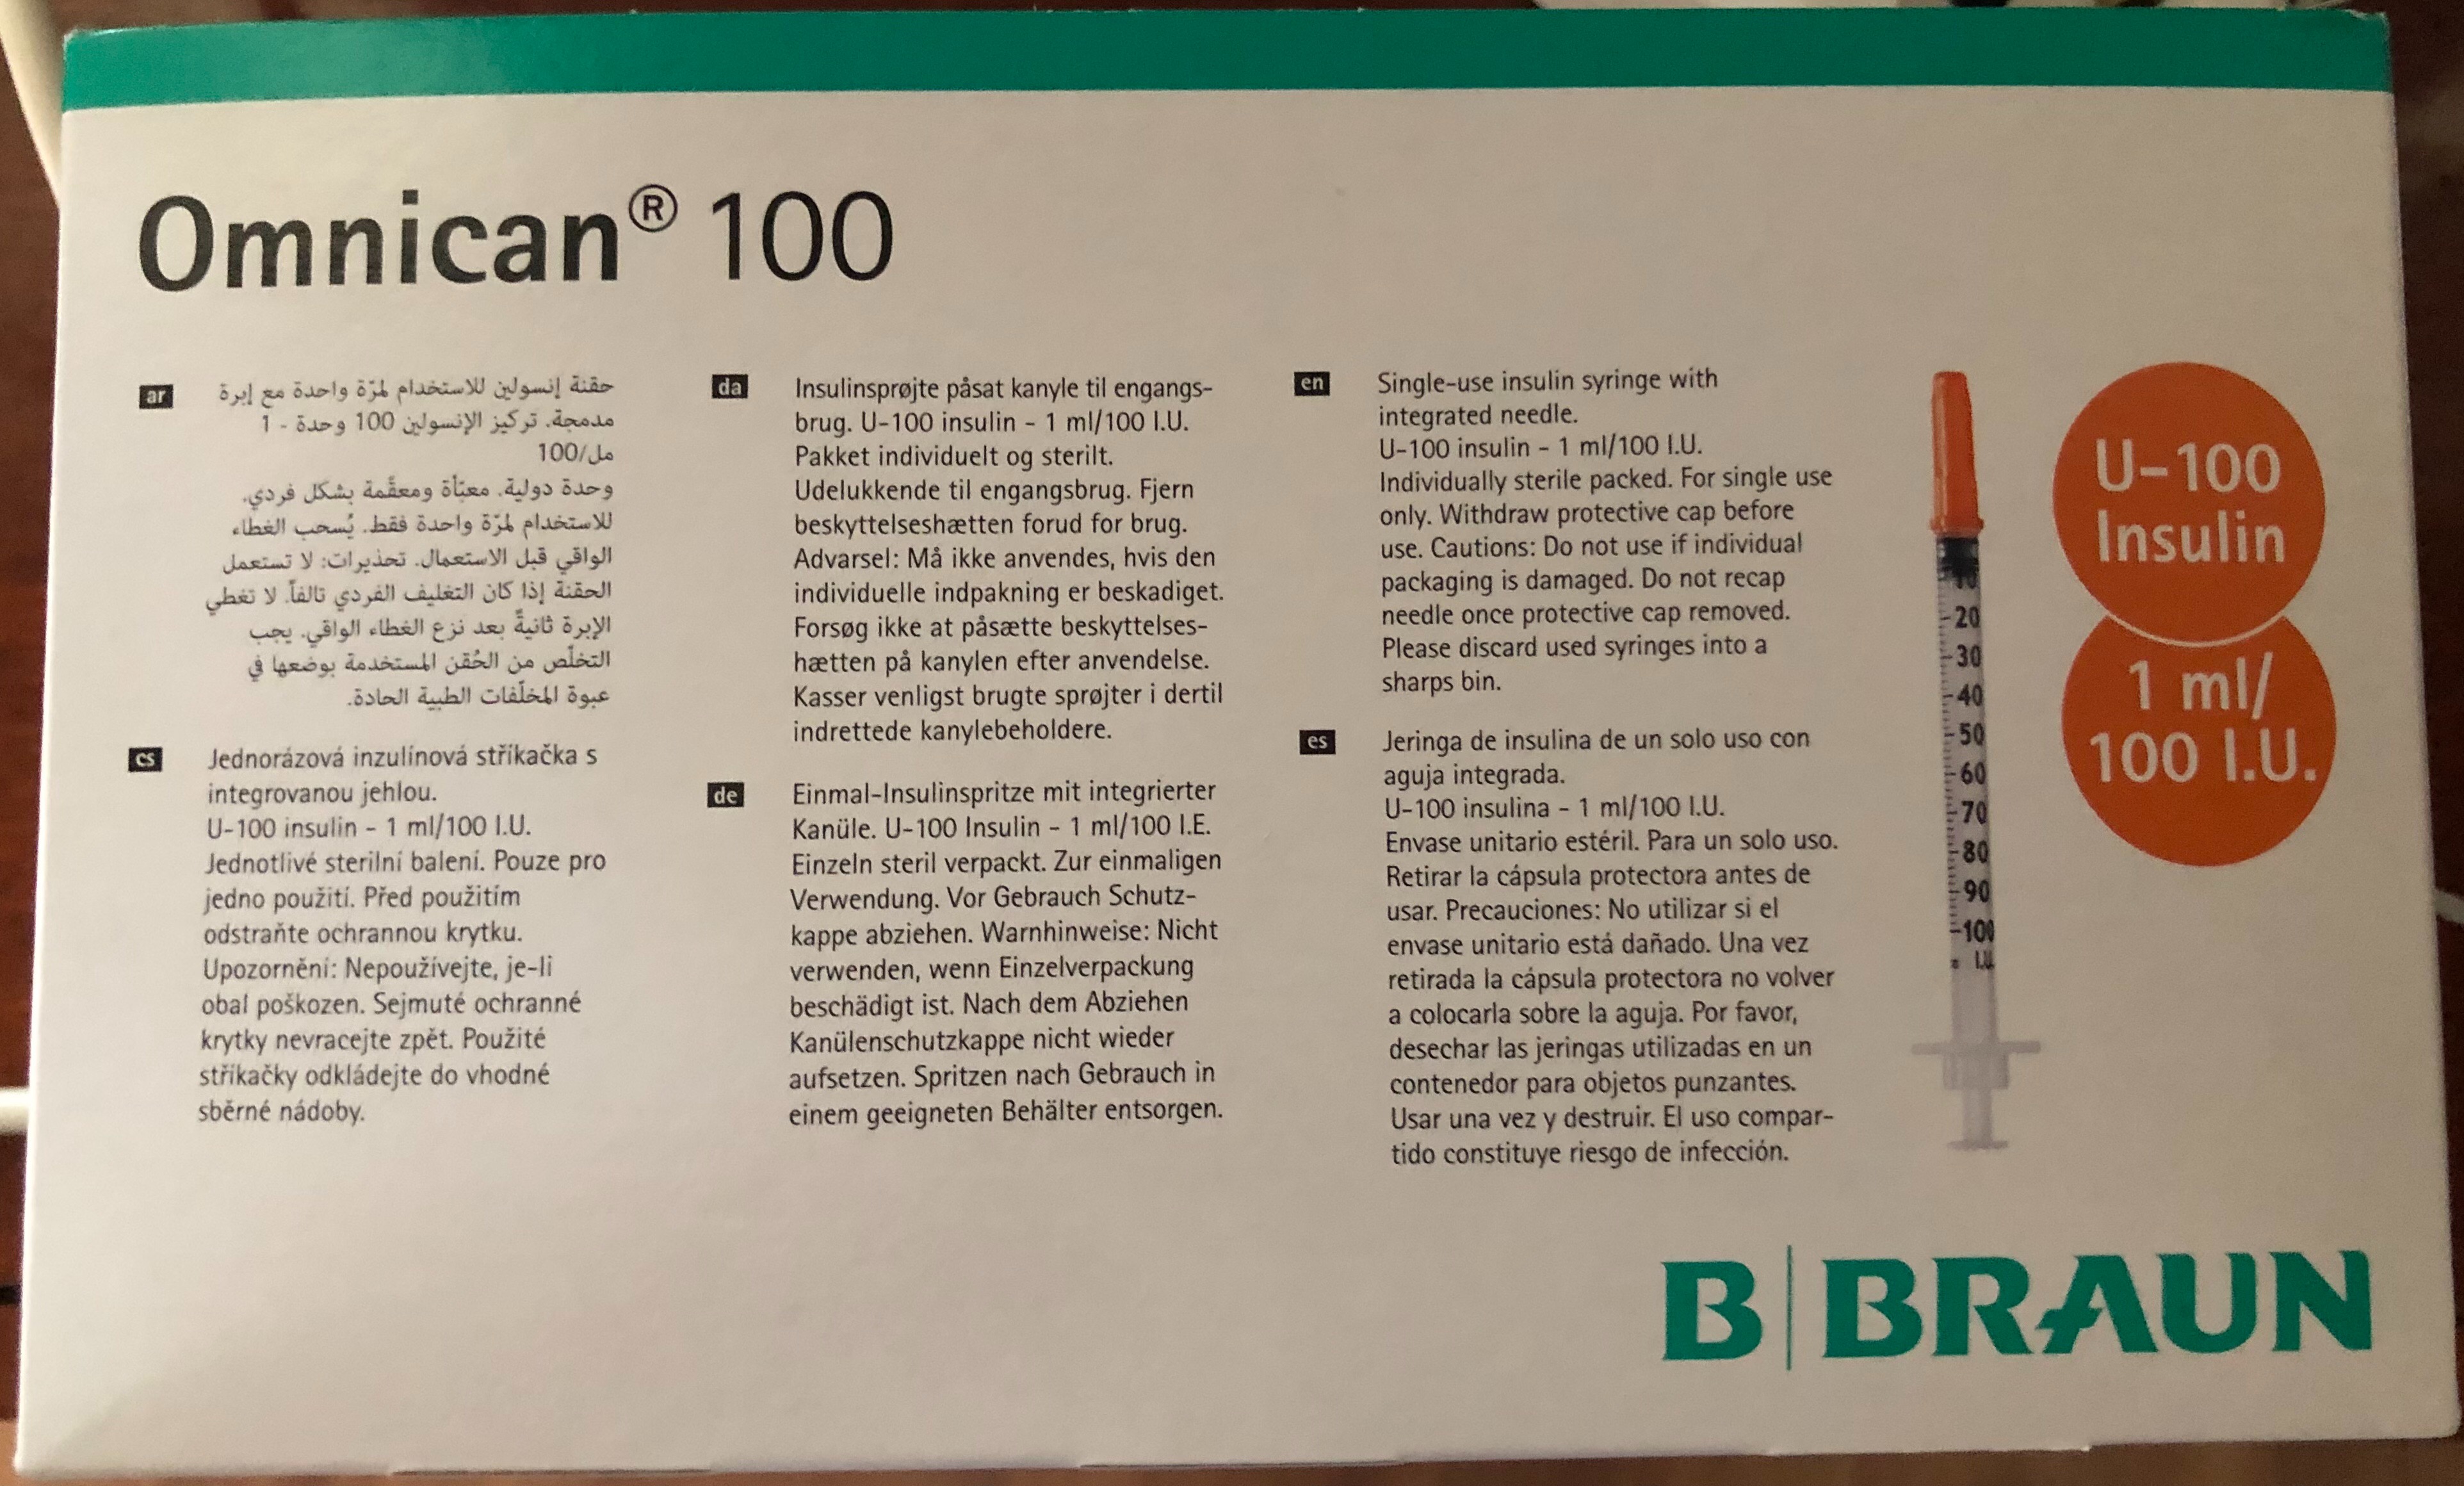 Omnican® 100
ar
حقنة إنسولين للاستخدام لمرّة واحدة مع إبرة
مدمجة. تركيز الإنسولين 100 وحدة - 1
مل/100
وحدة دولية. معبّأة ومعقّمة بشكل فردي.
للاستخدام لمرّة واحدة فقط. يُسحب الغطاء
الواقي قبل الاستعمال. تحذيرات: لا تستعمل
الحقنة إذا كان التغليف الفردي تالفاً. لا تغطي
الإبرة ثانيةً بعد نزع الغطاء الواقي. يجب
التخلّص من الحُقن المستخدمة بوضعها في
عبوة المخلّفات الطبية الحادة.
cs
Jednorázová inzulínová stříkačka s
integrovanou jehlou.
U-100 insulin - 1 ml/100 I.U.
Jednotlivé sterilní balení. Pouze pro
jedno použití. Před použitím
odstraňte ochrannou krytku.
Upozornění: Nepoužívejte, je-li
obal poškozen. Sejmuté ochranné
krytky nevracejte zpět. Použité
stříkačky odkládejte do vhodné
sběrné nádoby.
da
Insulinsprøjte påsat kanyle til engangs-
brug. U-100 insulin - 1 ml/100 I.U.
Pakket individuelt og sterilt.
Udelukkende til engangsbrug. Fjern
beskyttelseshætten forud for brug.
Advarsel: Må ikke anvendes, hvis den
individuelle indpakning er beskadiget.
Forsøg ikke at påsætte beskyttelses-
hætten på kanylen efter anvendelse.
Kasser venligst brugte sprøjter i dertil
indrettede kanylebeholdere.
de
Einmal-Insulinspritze mit integrierter
Kanüle. U-100 Insulin - 1 ml/100 I.E.
Einzeln steril verpackt. Zur einmaligen
Verwendung. Vor Gebrauch Schutz-
kappe abziehen. Warnhinweise: Nicht
verwenden, wenn Einzelverpackung
beschädigt ist. Nach dem Abziehen
Kanülenschutzkappe nicht wieder
aufsetzen. Spritzen nach Gebrauch in
einem geeigneten Behälter entsorgen.
en
Single-use insulin syringe with
integrated needle.
U-100 insulin - 1 ml/100 I.U.
Individually sterile packed. For single use
only. Withdraw protective cap before
use. Cautions: Do not use if individual
packaging is damaged. Do not recap
needle once protective cap removed.
Please discard used syringes into a
sharps bin.
es
Jeringa de insulina de un solo uso con
aguja integrada.
U-100 insulina - 1 ml/100 I.U.
Envase unitario estéril. Para un solo uso.
Retirar la cápsula protectora antes de
usar. Precauciones: No utilizar si el
envase unitario está dañado. Una vez
retirada la cápsula protectora no volver
a colocarla sobre la aguja. Por favor,
desechar las jeringas utilizadas en un
contenedor para objetos punzantes.
Usar una vez y destruir. El uso compar-
tido constituye riesgo de infección.
10
20
30
40
50
60
70
80
90
100
I.U.
U-100
Insulin
1 ml/
100 I.U.
B|BRAUN